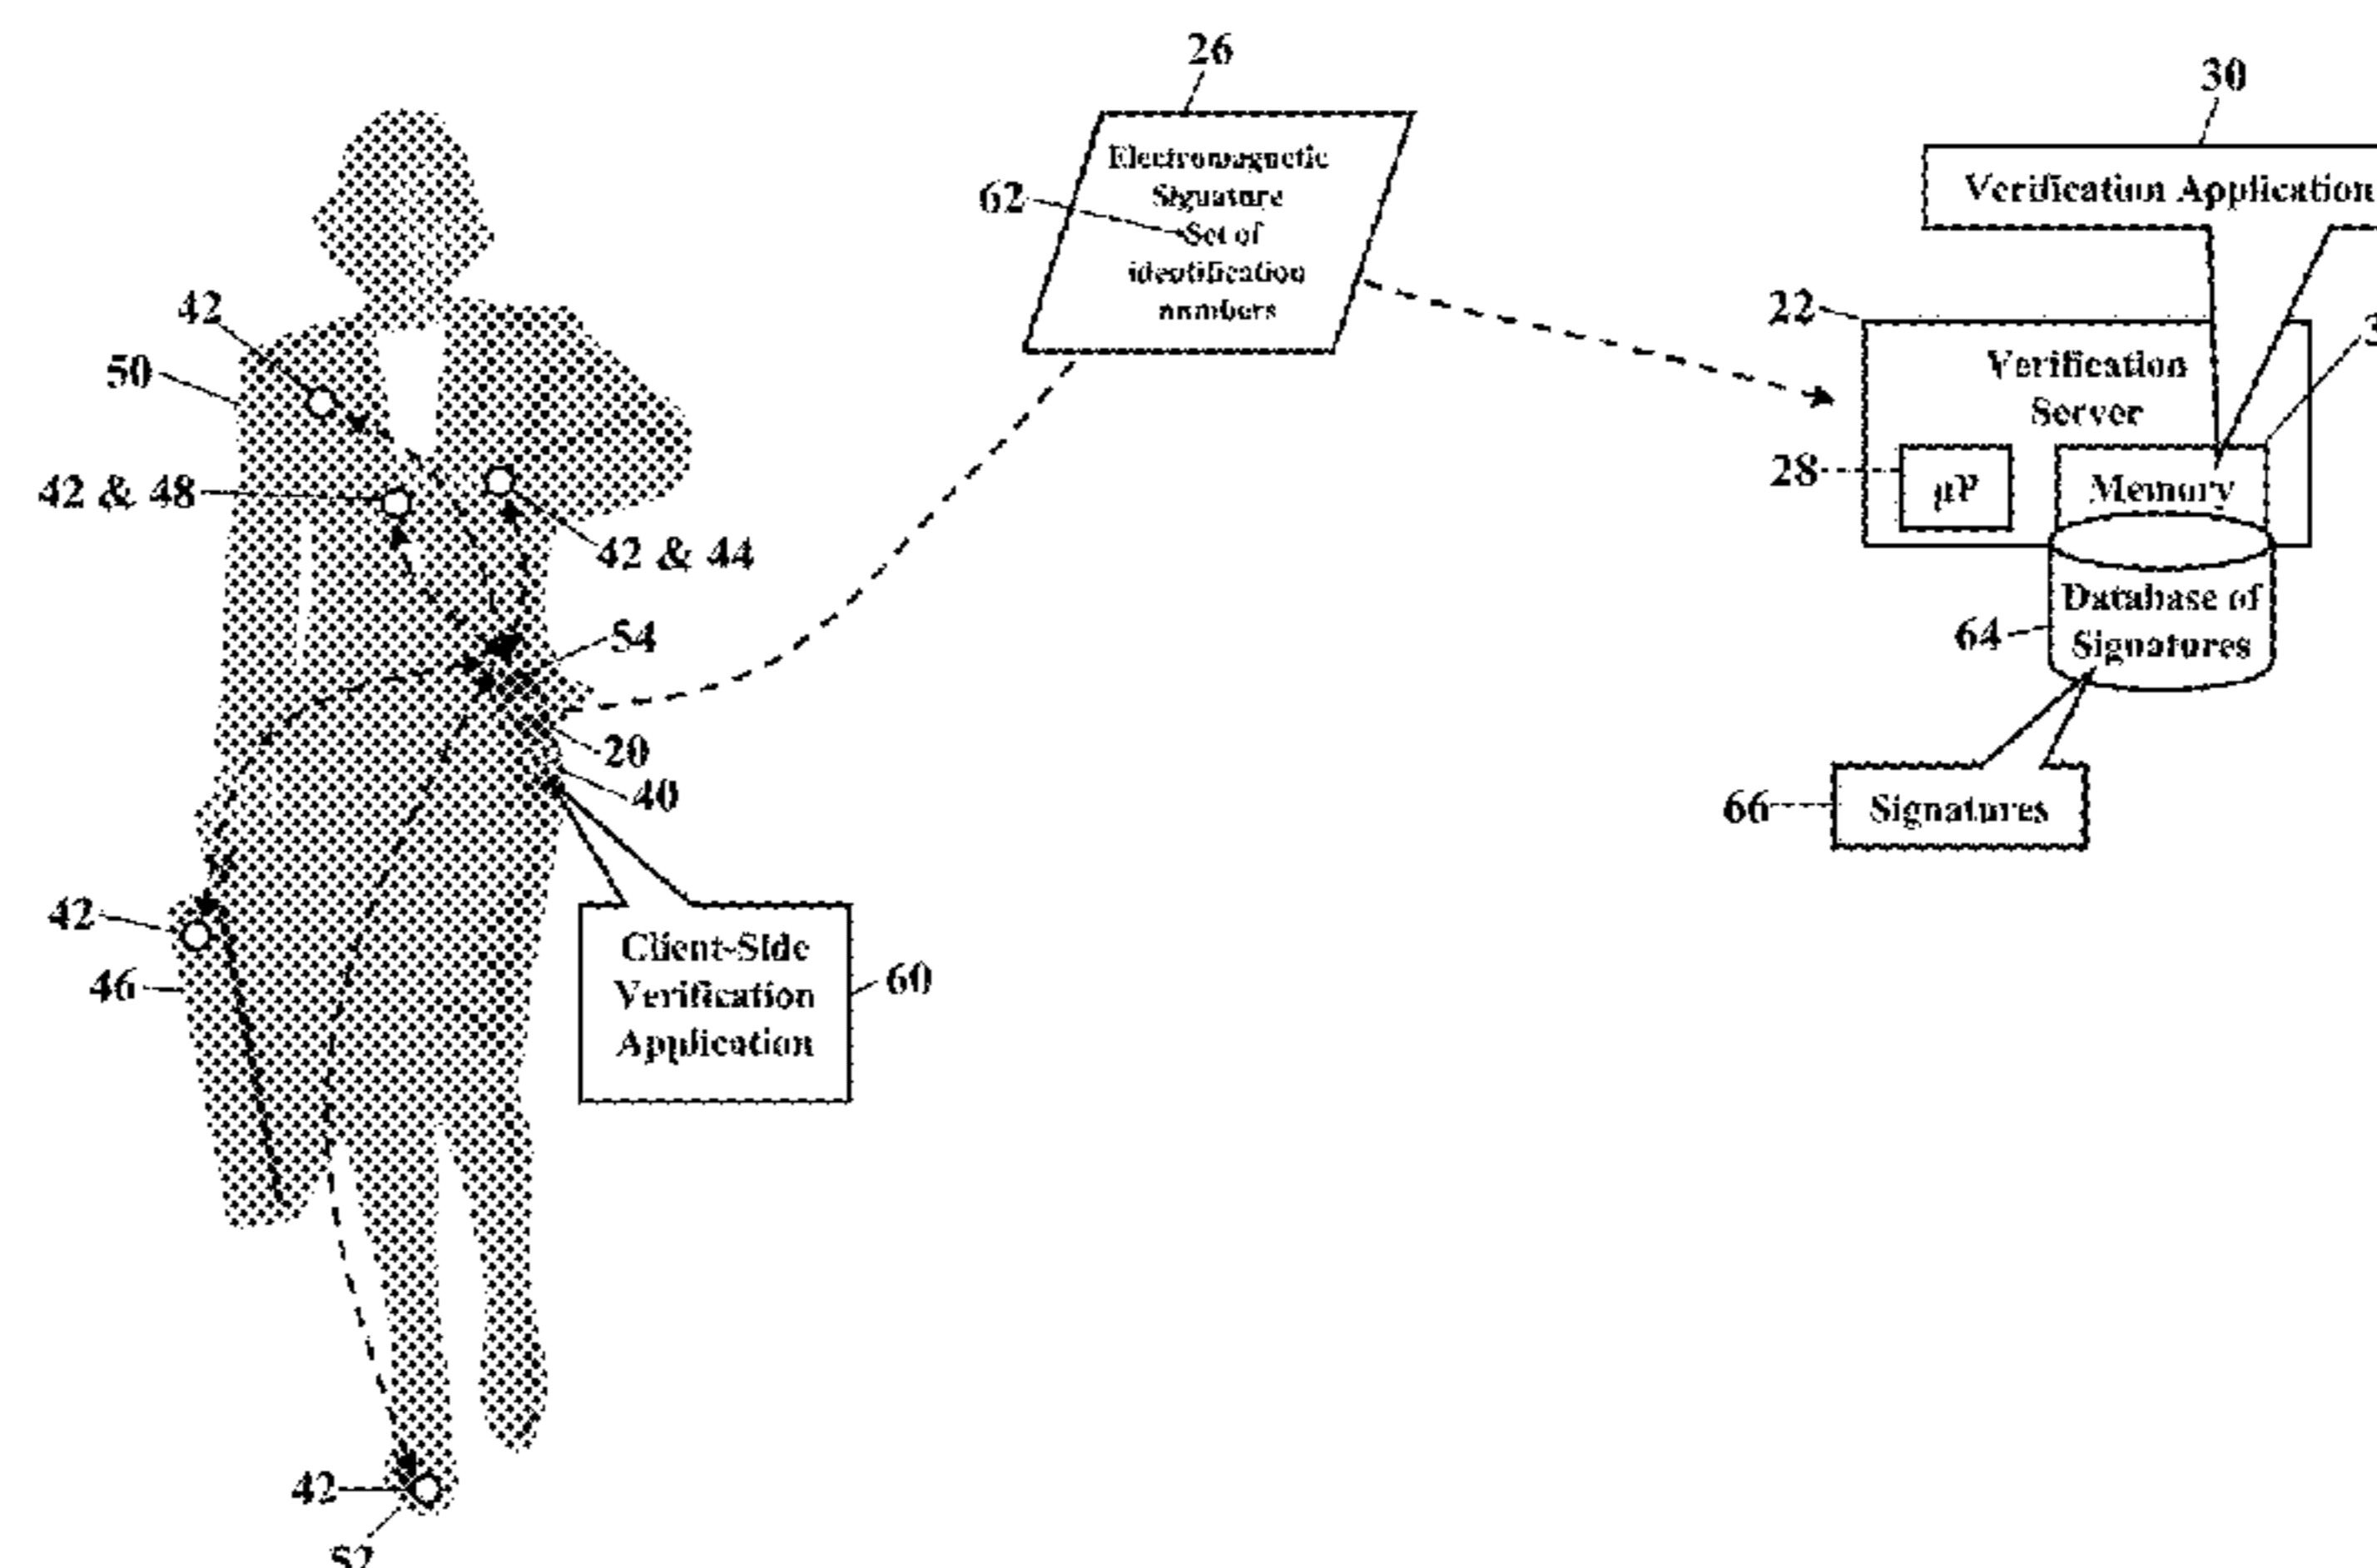 26
30
Electromagnetic
Signature
62
Set of
identification
numbers
Verification Application
42
22
50
Verification
Server
42 & 48
28
μP
Memory
42 & 44
54
Database of
64
Signatures
20
40
66
Signatures
42
Client-Side
46
60
Verification
Application
42
52